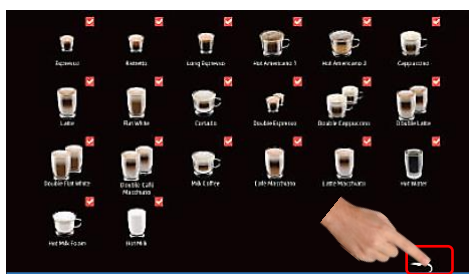 Espresso
Ristretto
Long Espresso
Hot Americano 1
Hot Americano 2
Cappuccino
Latte
Flat White
Cortado
Double Espresso
Double Cappuccino
Double Latte
Double Flat White
Double Café
Macchiato
Milk Coffee
Café Macchiato
Latte Macchiato
Hot Water
Hot Milk Foam
Hot Milk